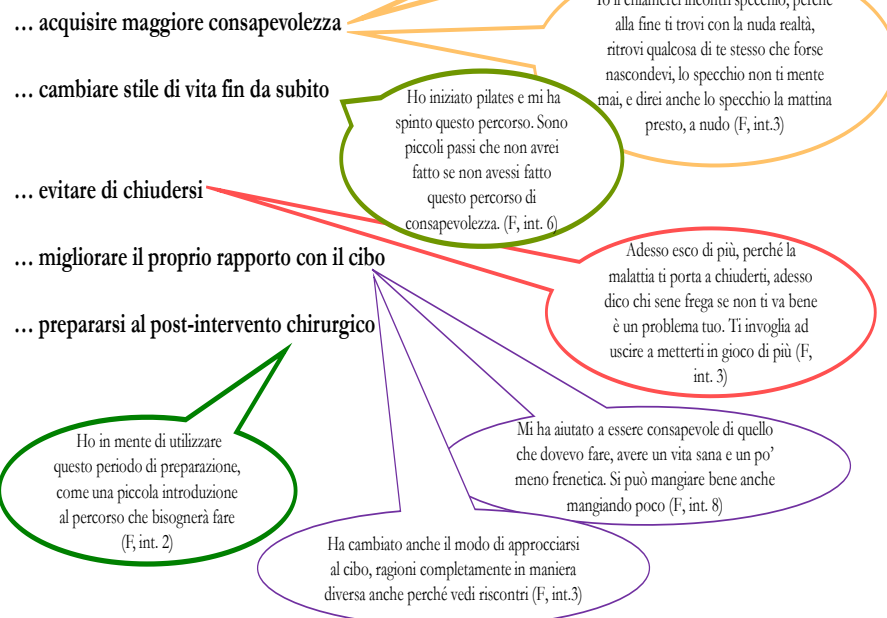 … acquisire maggiore consapevolezza
… cambiare stile di vita fin da subito
… evitare di chiudersi
… migliorare il proprio rapporto con il cibo
… prepararsi al post-intervento chirurgico
Io li chiamerei incontri specchio, perché
alla fine ti trovi con la nuda realtà,
ritrovi qualcosa di te stesso che forse
nascondevi, lo specchio non ti mente
mai, e direi anche lo specchio la mattina
presto, a nudo (F, int.3)
Ho iniziato pilates e mi ha
spinto questo percorso. Sono
piccoli passi che non avrei
fatto se non avessi fatto
questo percorso di
consapevolezza. (F, int. 6)
Adesso esco di più, perché la
malattia ti porta a chiuderti, adesso
dico chi sene frega se non ti va bene
è un problema tuo. Ti invoglia ad
uscire a metterti in gioco di più (F,
int. 3)
Mi ha aiutato a essere consapevole di quello
che dovevo fare, avere un vita sana e un po’
meno frenetica. Si può mangiare bene anche
mangiando poco (F, int. 8)
Ho in mente di utilizzare
questo periodo di preparazione,
come una piccola introduzione
al percorso che bisognerà fare
(F, int. 2)
Ha cambiato anche il modo di approcciarsi
al cibo, ragioni completamente in maniera
diversa anche perché vedi riscontri (F, int.3)